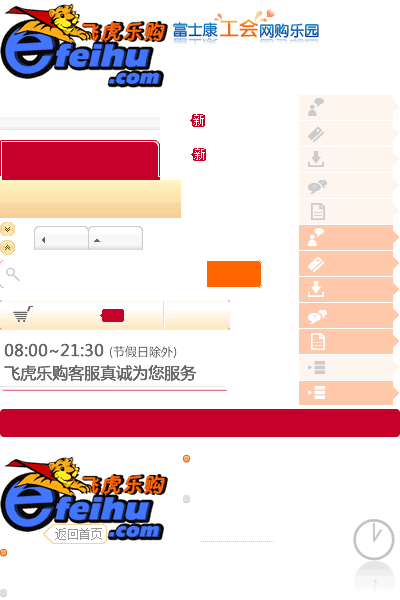 飞虎乐购 富士康工会网购乐园
efeihu
.com
新
新
08:00~21:30 (节假日除外)
飞虎乐购客服真诚为您服务
飞虎乐购
efeihu
.com
返回首页